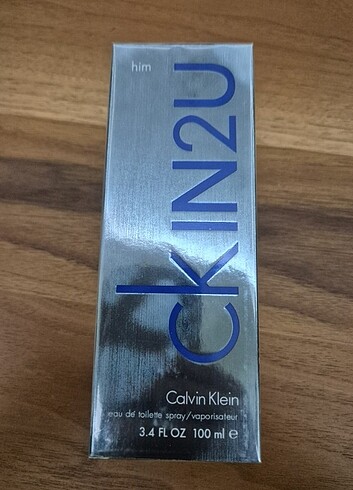 him
ckIN2U
Calvin Klein
eau de toilette spray/vaporisateur
3.4 FL OZ 100 ml ℮